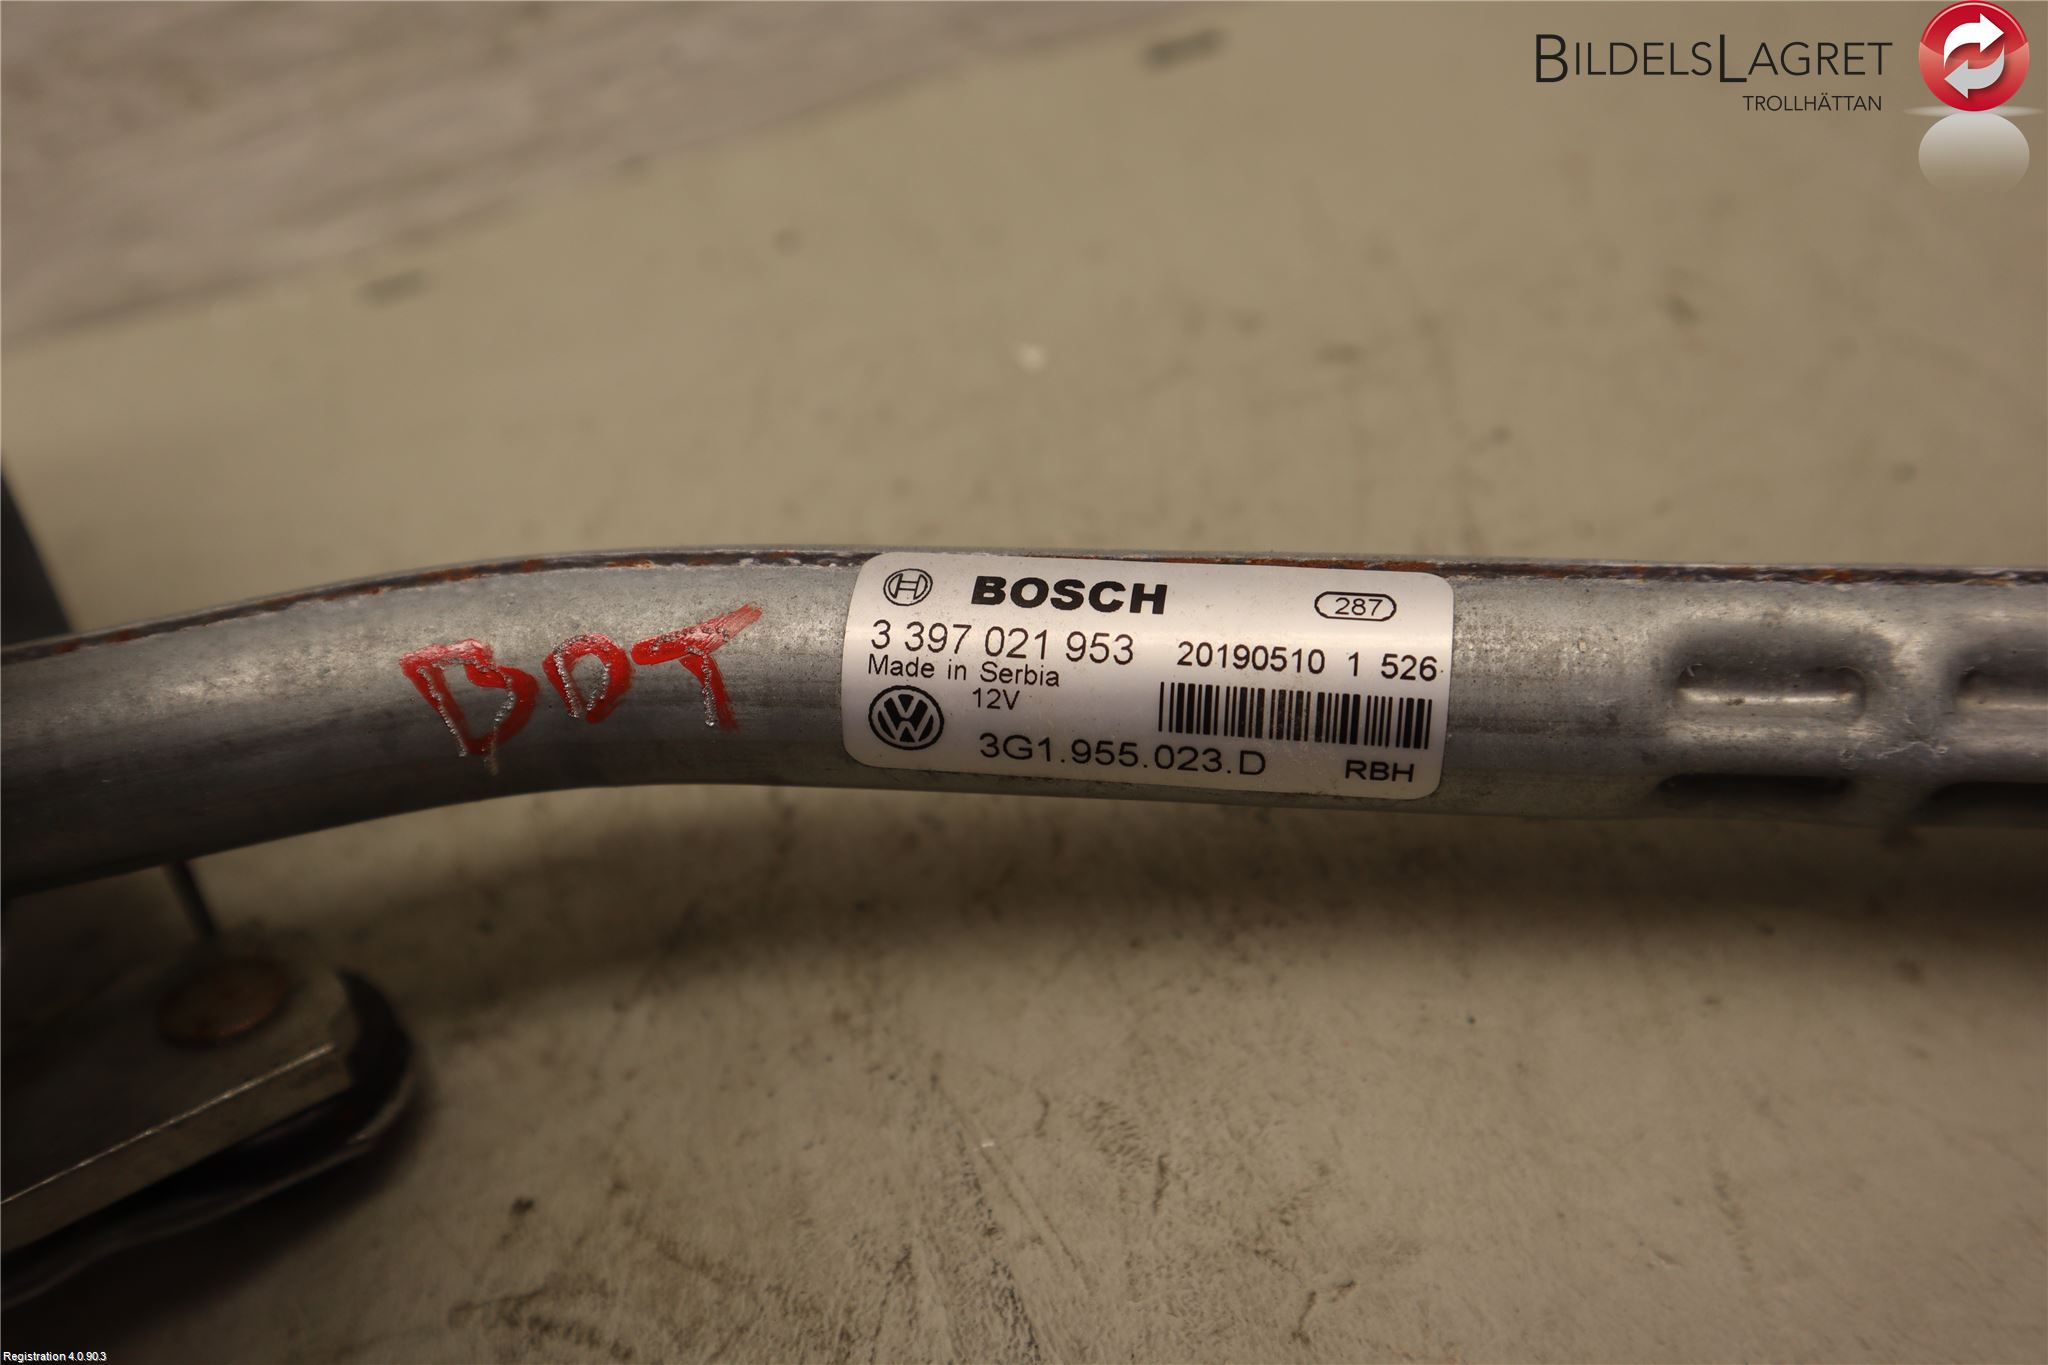 BILDELSLAGRET
TROLLHÄTTAN
BOSCH 287
3 397 021 953 20190510 1 526
Made in Serbia
12V
3G1.955.023.D RBH
BDT
Registration 4.0.90.3